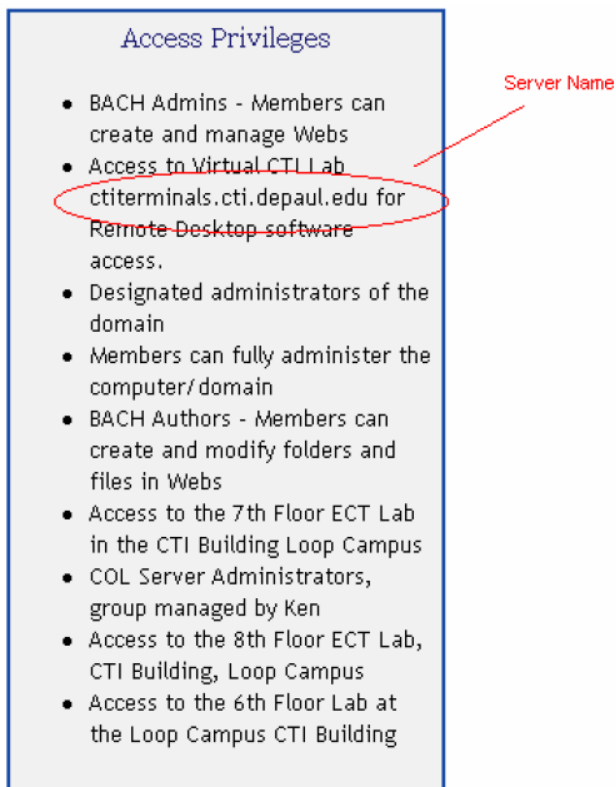 Access Privileges
Server Name
• BACH Admins - Members can
create and manage Webs
• Access to Virtual CTI Lab
ctiterminals.cti.depaul.edu for
Remote Desktop software
access.
• Designated administrators of the
domain
• Members can fully administer the
computer/domain
• BACH Authors - Members can
create and modify folders and
files in Webs
• Access to the 7th Floor ECT Lab
in the CTI Building Loop Campus
• COL Server Administrators,
group managed by Ken
• Access to the 8th Floor ECT Lab,
CTI Building, Loop Campus
• Access to the 6th Floor Lab at
the Loop Campus CTI Building